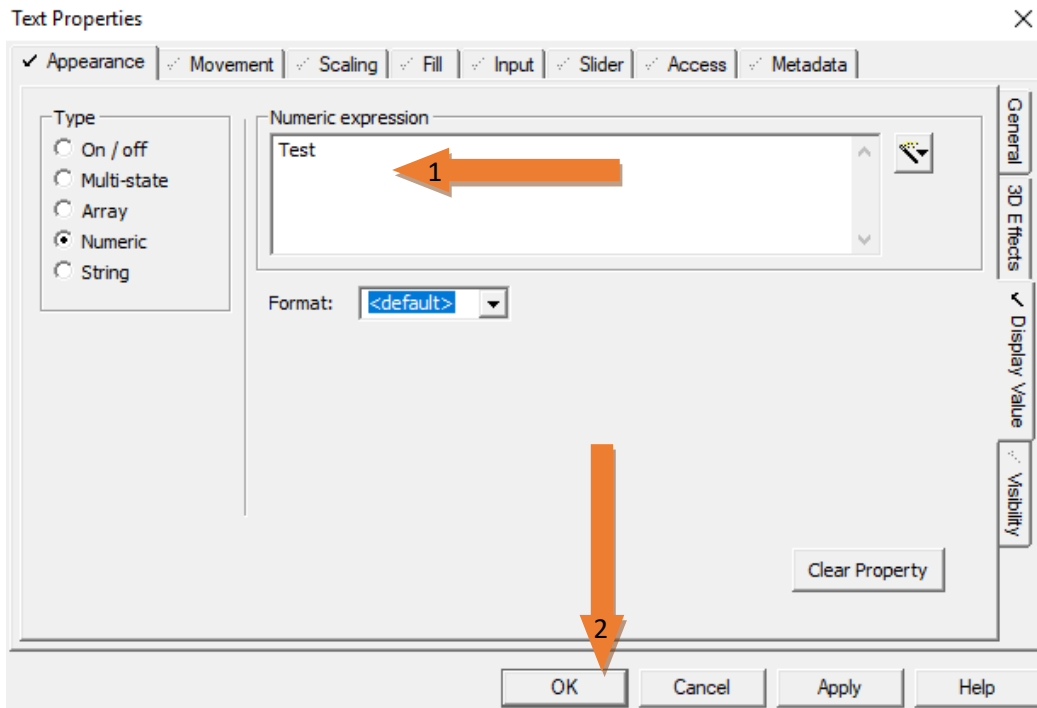 Text Properties
Appearance Movement Scaling Fill Input Slider Access Metadata
Type
On / off
Multi-state
Array
Numeric
String
Numeric expression
Test
1
Format: <default>
General
3D Effects
Display Value
Visibility
Clear Property
2
OK Cancel Apply Help